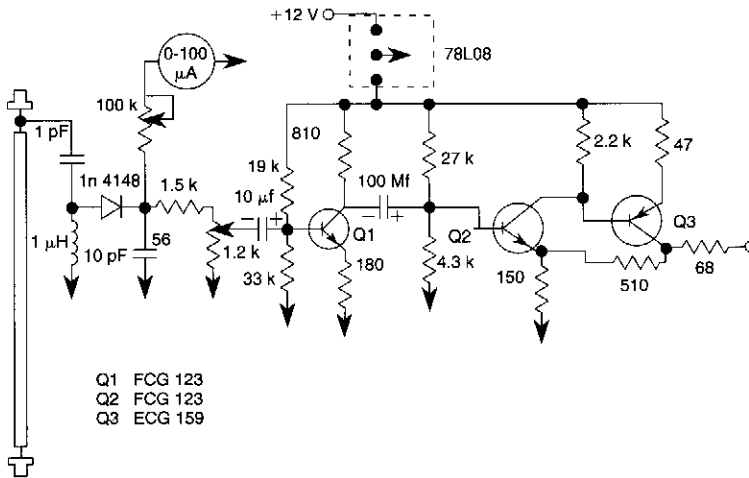 +12 V
78L08
0-100
µA
100 k
1 pF
810
2.2 k
47
1n 4148
19 k
27 k
1.5 k
10 µf
100 Mf
− +
− +
Q1
Q2
Q3
1 µH
10 pF
56
1.2 k
33 k
180
4.3 k
150
510
68
Q1 FCG 123
Q2 FCG 123
Q3 ECG 159